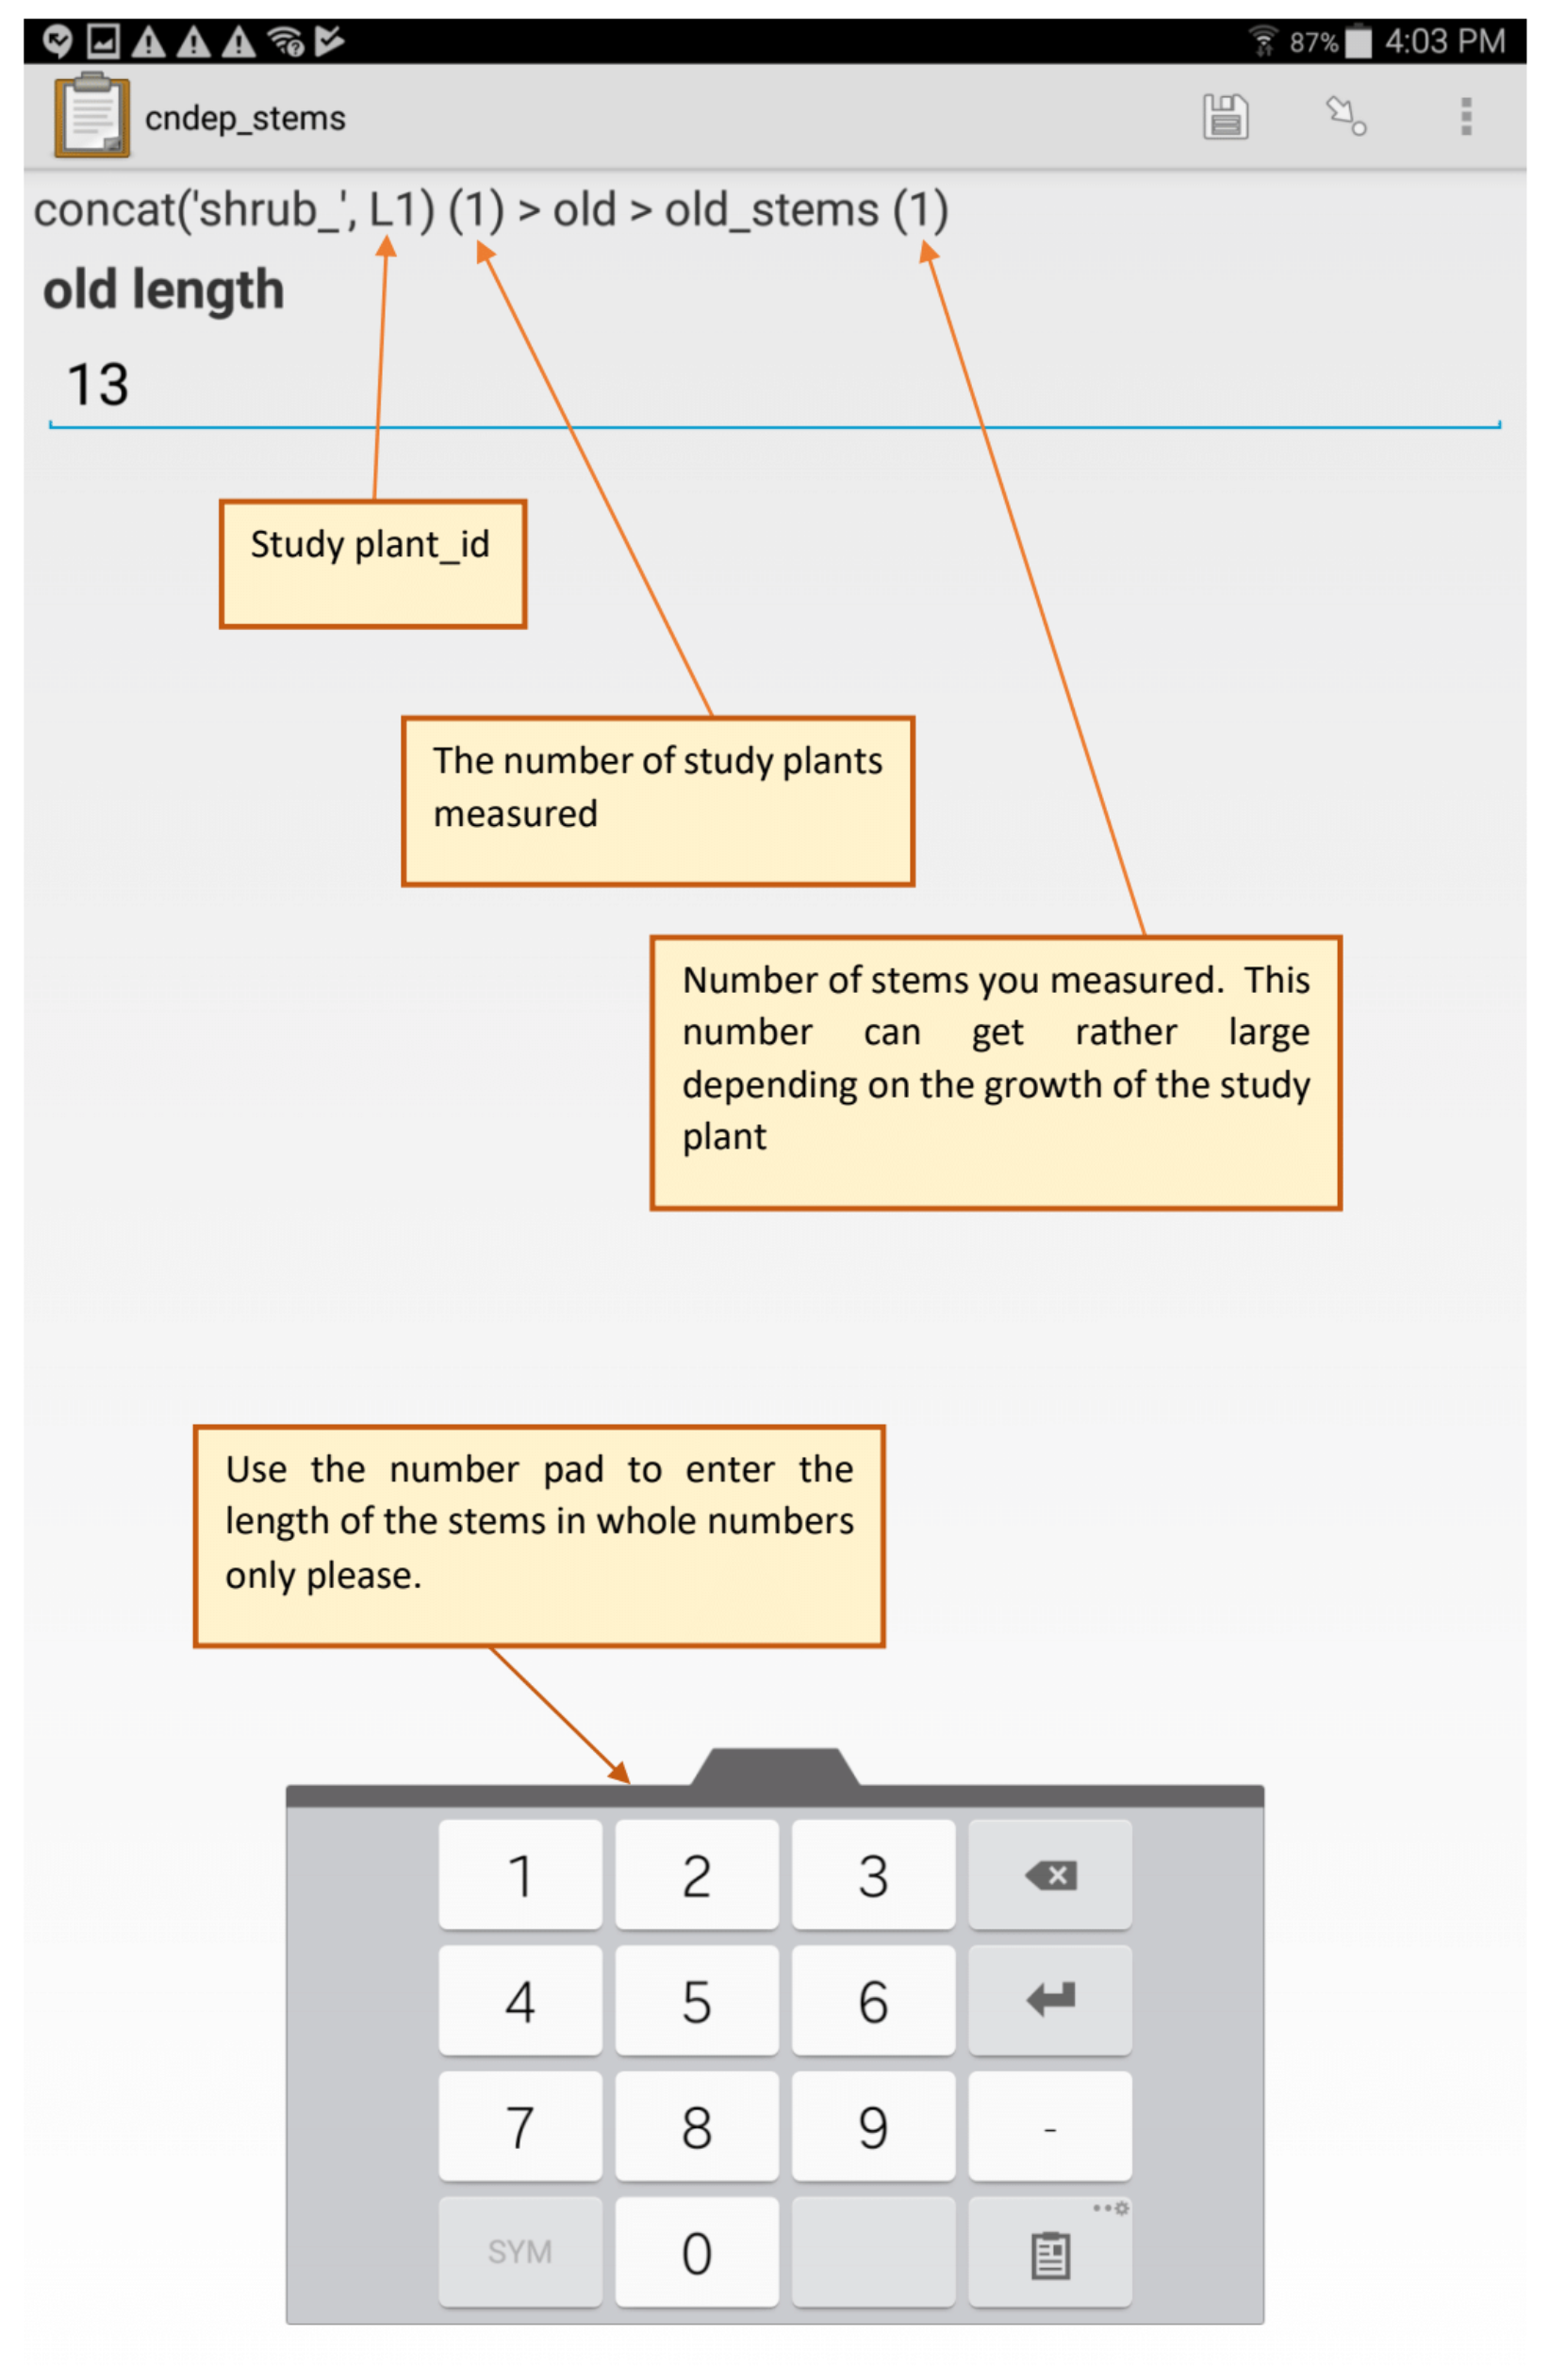 87% 4:03 PM
cndep_stems
concat('shrub_', L1) (1) > old > old_stems (1)
old length
13
Study plant_id
The number of study plants
measured
Number of stems you measured. This
number can get rather large
depending on the growth of the study
plant
Use the number pad to enter the
length of the stems in whole numbers
only please.
1 2 3
4 5 6
7 8 9 -
SYM 0